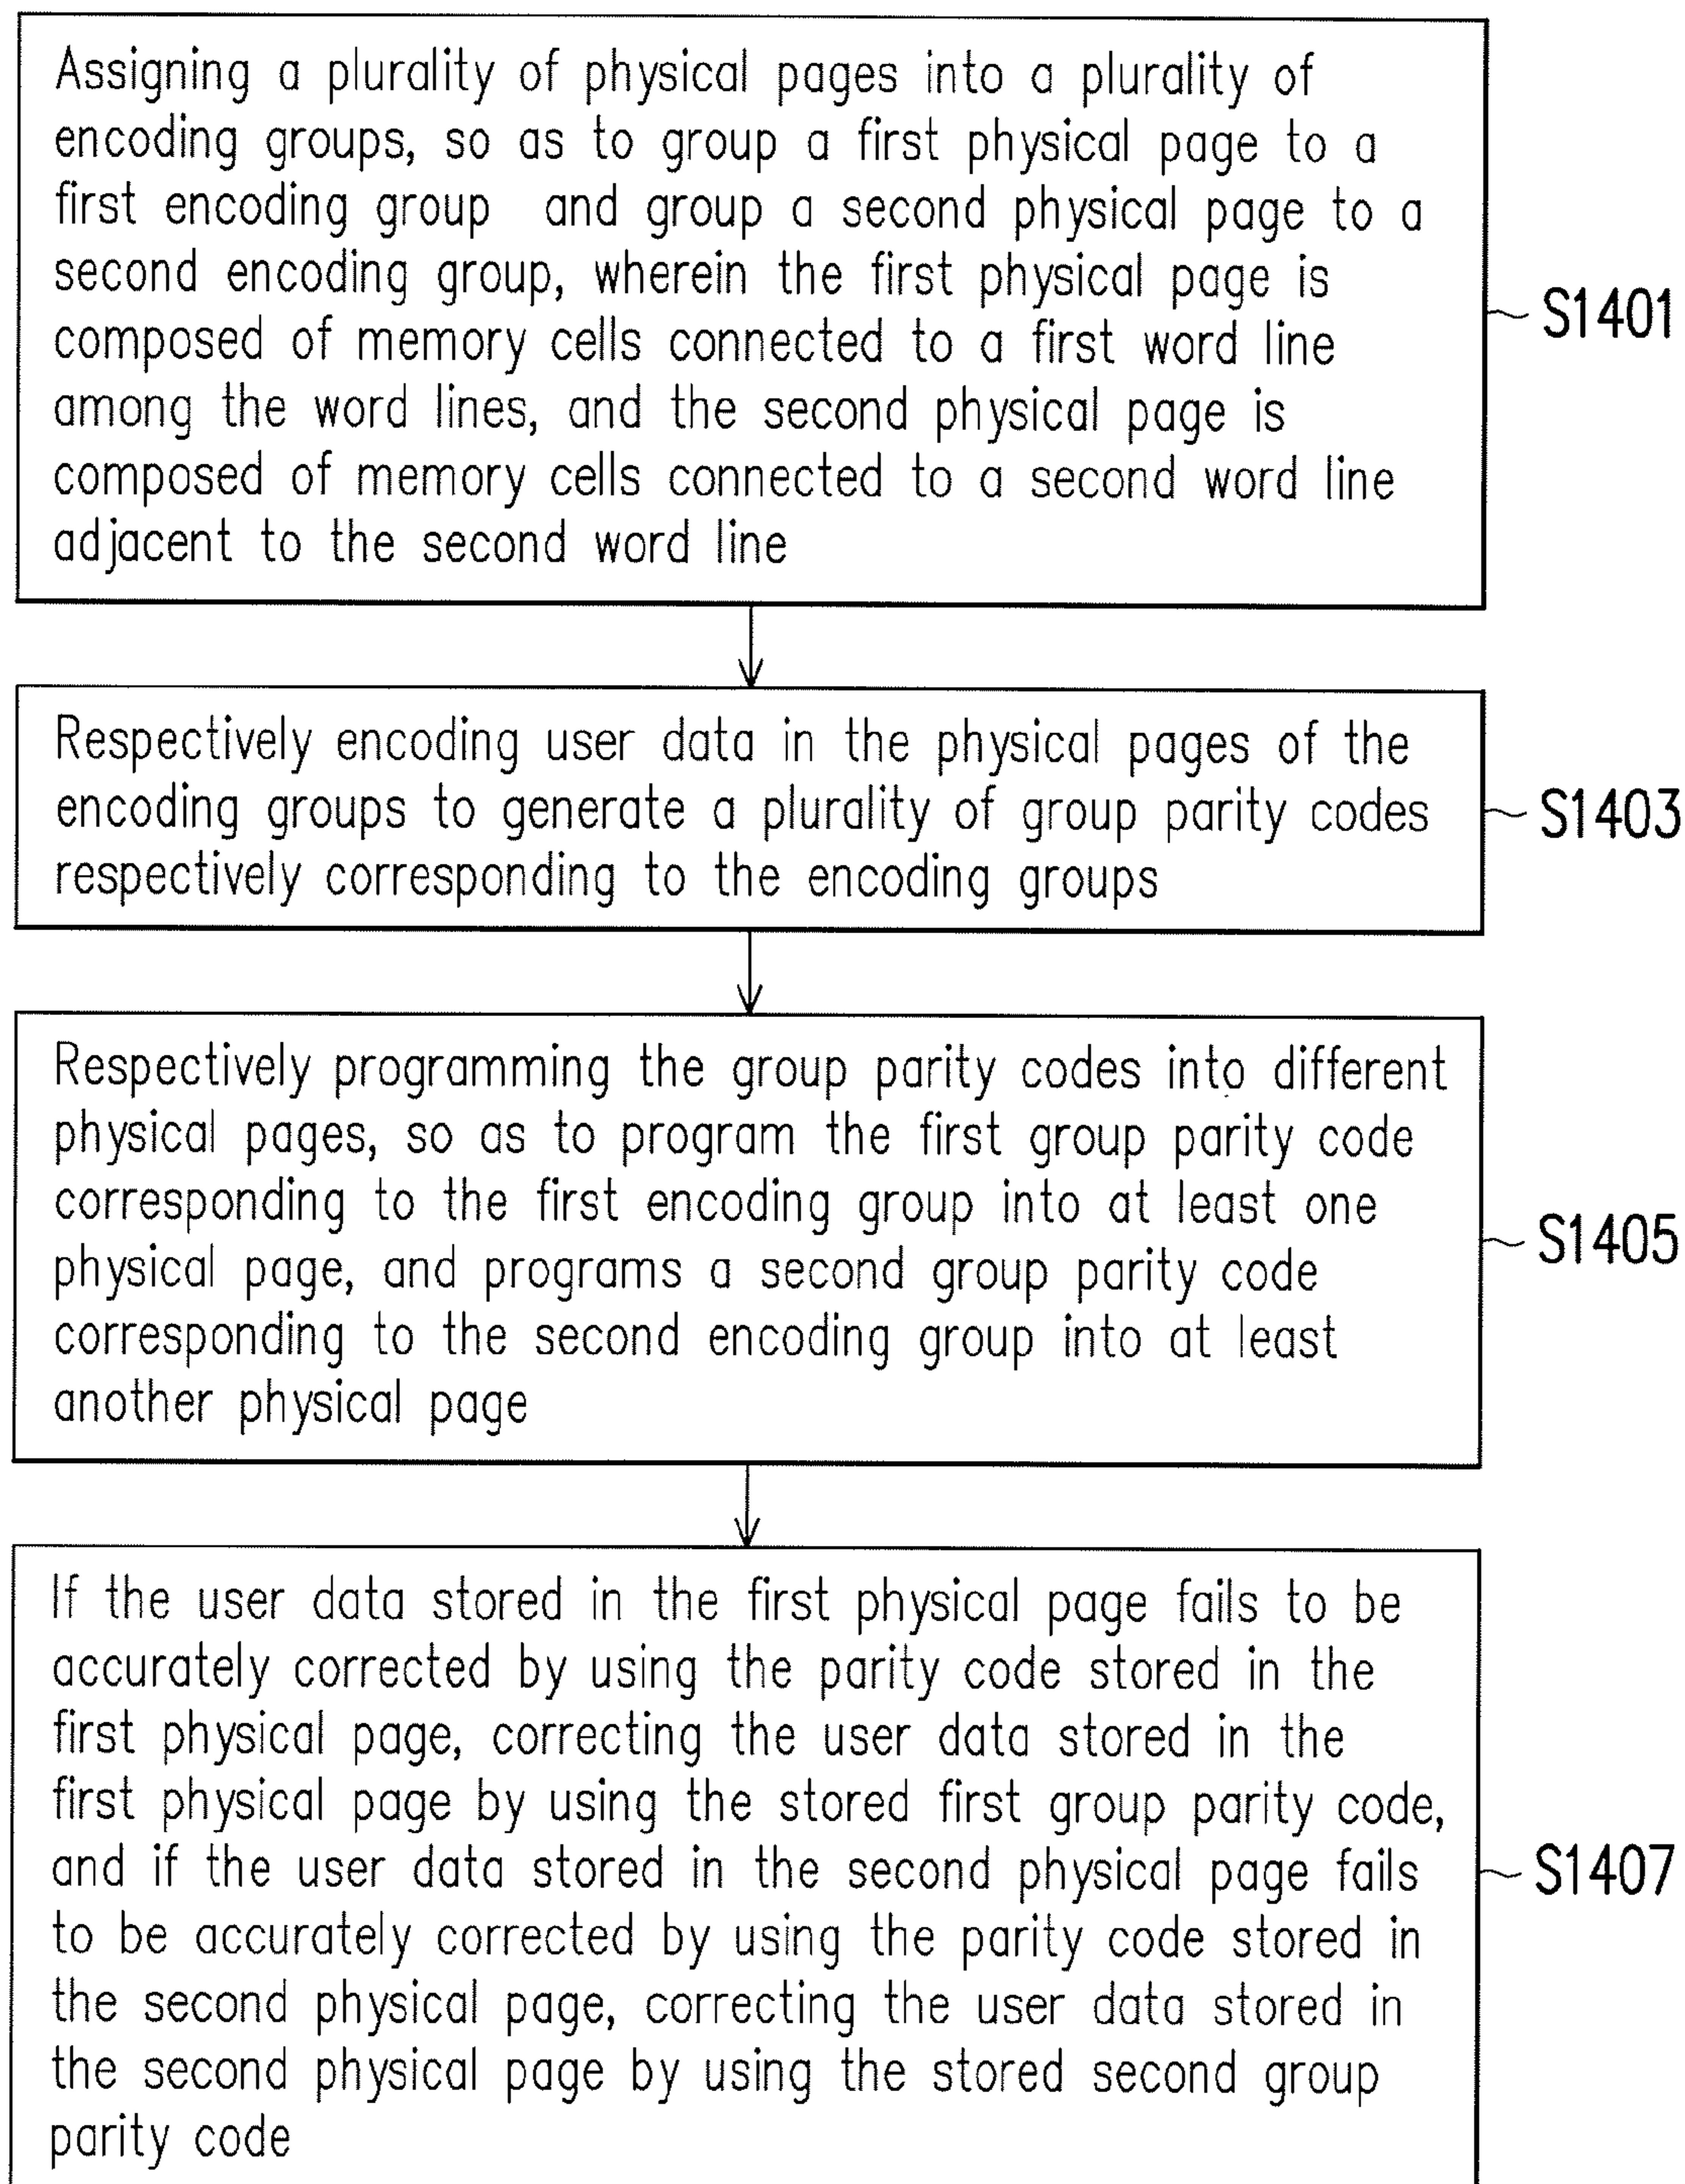 Assigning a plurality of physical pages into a plurality of
encoding groups, so as to group a first physical page to a
first encoding group and group a second physical page to a
second encoding group, wherein the first physical page is
composed of memory cells connected to a first word line
among the word lines, and the second physical page is
composed of memory cells connected to a second word line
adjacent to the second word line
S1401
Respectively encoding user data in the physical pages of the
encoding groups to generate a plurality of group parity codes
respectively corresponding to the encoding groups
S1403
Respectively programming the group parity codes into different
physical pages, so as to program the first group parity code
corresponding to the first encoding group into at least one
physical page, and programs a second group parity code
corresponding to the second encoding group into at least
another physical page
S1405
If the user data stored in the first physical page fails to be
accurately corrected by using the parity code stored in the
first physical page, correcting the user data stored in the
first physical page by using the stored first group parity code,
and if the user data stored in the second physical page fails
to be accurately corrected by using the parity code stored in
the second physical page, correcting the user data stored in
the second physical page by using the stored second group
parity code
S1407